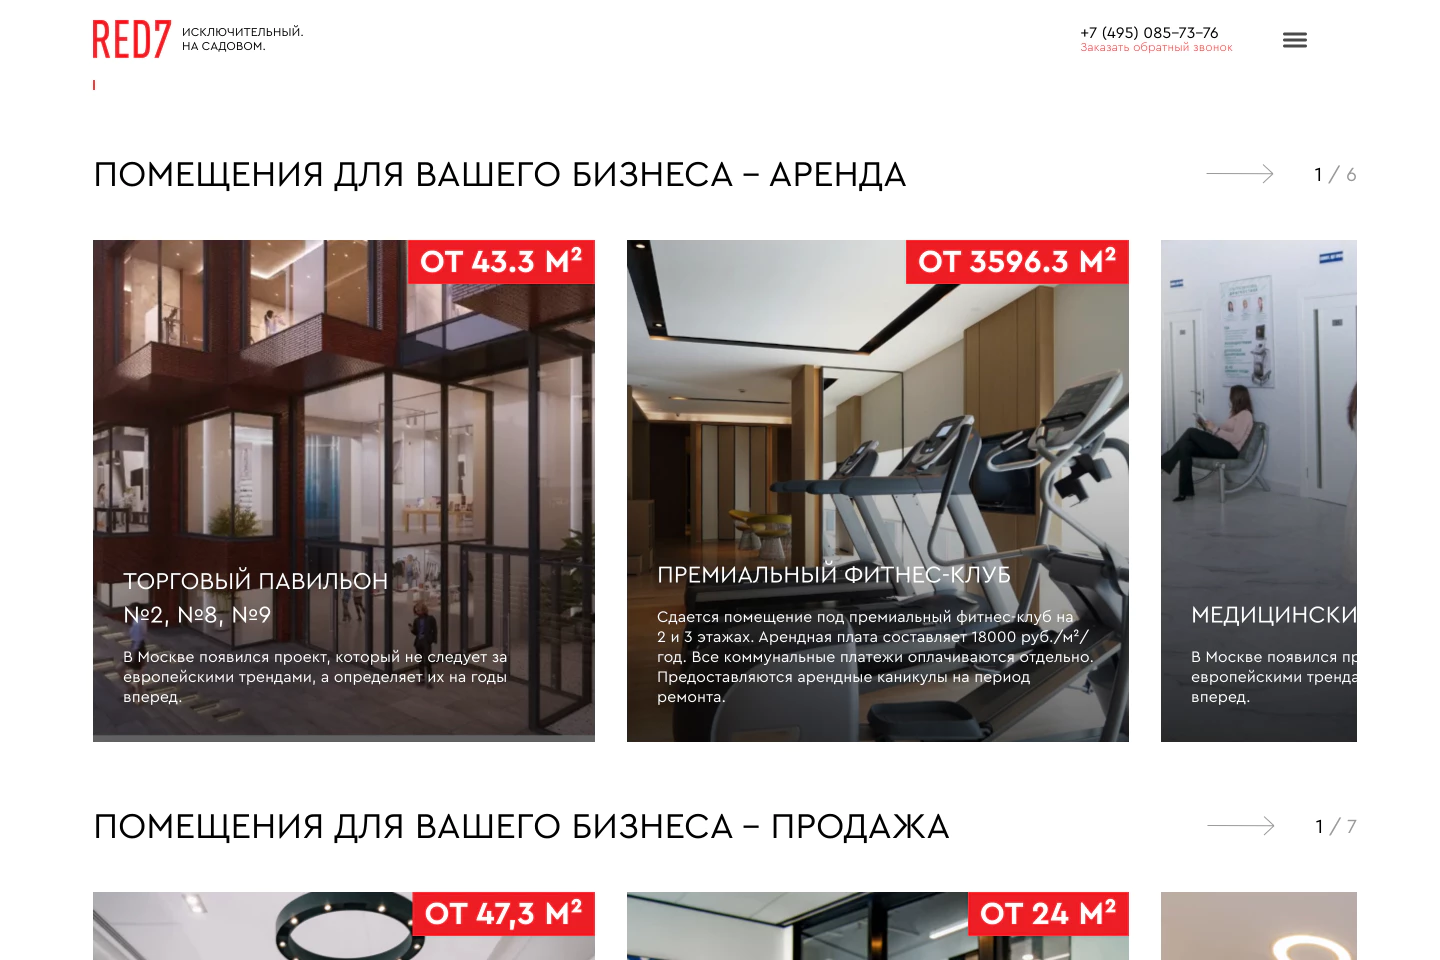 RED7
ИСКЛЮЧИТЕЛЬНЫЙ.
НА САДОВОМ.
+7 (495) 085-73-76
Заказать обратный звонок
ПОМЕЩЕНИЯ ДЛЯ ВАШЕГО БИЗНЕСА – АРЕНДА
1 / 6
ОТ 43.3 М²
ТОРГОВЫЙ ПАВИЛЬОН
№2, №8, №9
В Москве появился проект, который не следует за
европейскими трендами, а определяет их на годы
вперед.
ОТ 3596.3 М²
ПРЕМИАЛЬНЫЙ ФИТНЕС-КЛУБ
Сдается помещение под премиальный фитнес-клуб на
2 и 3 этажах. Арендная плата составляет 18000 руб./м²/
год. Все коммунальные платежи оплачиваются отдельно.
Предоставляются арендные каникулы на период
ремонта.
МЕДИЦИНСКИ
В Москве появился пр
европейскими тренда
вперед.
ПОМЕЩЕНИЯ ДЛЯ ВАШЕГО БИЗНЕСА – ПРОДАЖА
1 / 7
ОТ 47,3 М²
ОТ 24 М²